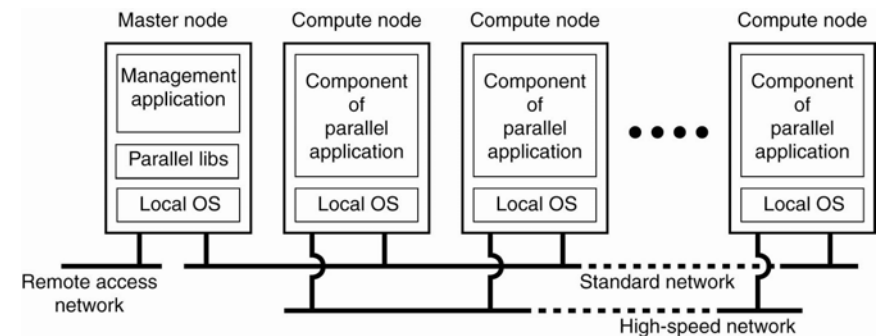 Master node
Compute node
Compute node
Compute node
Management
application
Parallel libs
Local OS
Component
of
parallel
application
Local OS
Component
of
parallel
application
Local OS
Component
of
parallel
application
Local OS
Remote access
network
Standard network
High-speed network